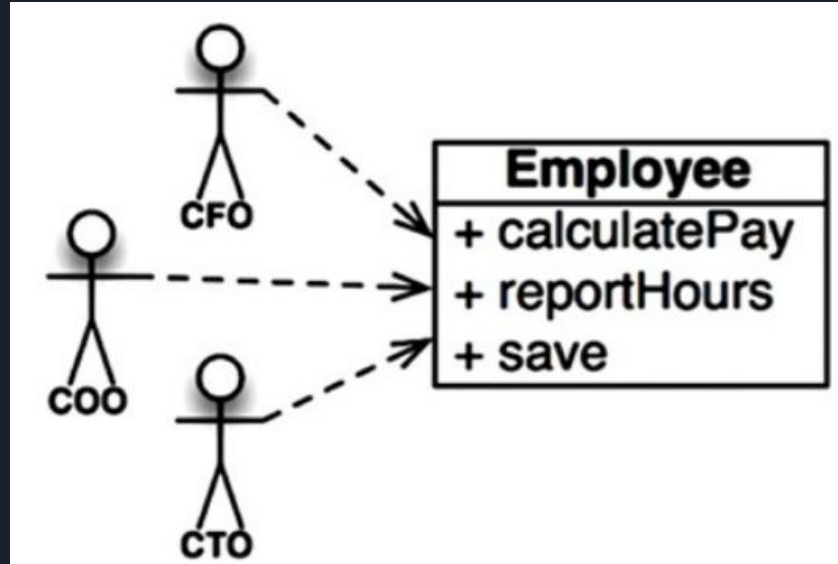 CFO
COO
CTO
Employee
+ calculatePay
+ reportHours
+ save